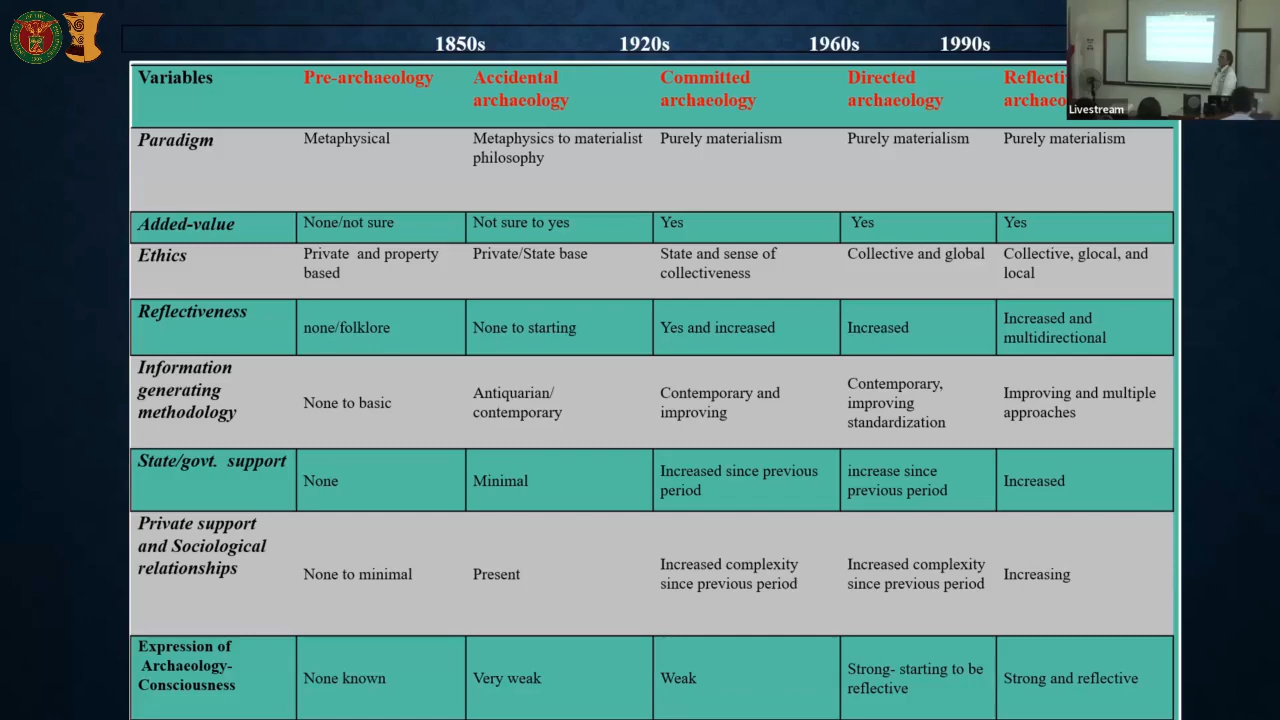 1850s 1920s 1960s 1990s
Livestream
Variables Pre-archaeology Accidental Committed Directed
archaeology archaeology archaeology
Paradigm Metaphysical Metaphysics to materialist Purely materialism Purely materialism Purely materialism
philosophy
Added-value None/not sure Not sure to yes Yes Yes Yes
Ethics Private and property Private/State base State and sense of Collective and global Collective, glocal, and
based collectiveness local
Reflectiveness none/folklore None to starting Yes and increased Increased Increased and
multidirectional
Information
generating
methodology None to basic Antiquarian/ Contemporary and Contemporary, Improving and multiple
contemporary improving improving approaches
standardization
State/govt. support None Minimal Increased since previous increase since Increased
period previous period
Private support
and Sociological
relationships None to minimal Present Increased complexity Increased complexity Increasing
since previous period since previous period
Expression of
Archaeology-
Consciousness None known Very weak Weak Strong- starting to be Strong and reflective
reflective